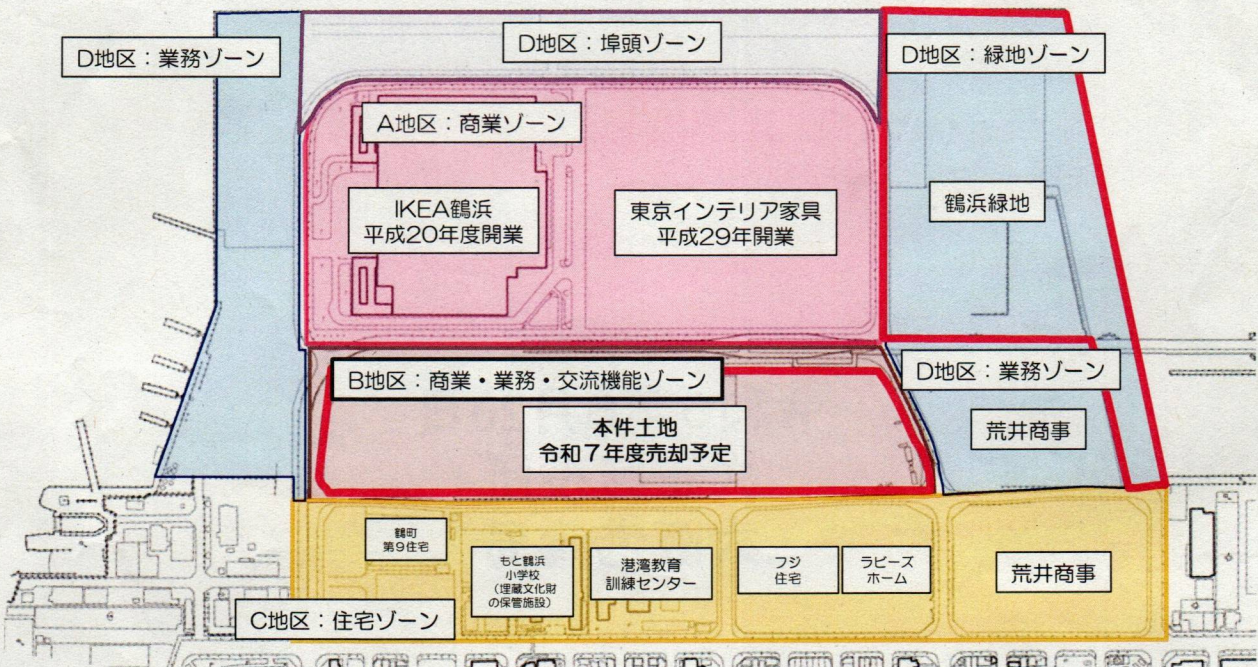 D地区：業務ゾーン
D地区：埠頭ゾーン
D地区：緑地ゾーン
A地区：商業ゾーン
IKEA鶴浜
平成20年度開業
東京インテリア家具
平成29年開業
鶴浜緑地
B地区：商業・業務・交流機能ゾーン
D地区：業務ゾーン
本件土地
令和７年度売却予定
荒井商事
鶴町
第９住宅
もと鶴浜
小学校
（埋蔵文化財
の保管施設）
港湾教育
訓練センター
フジ
住宅
ラビーズ
ホーム
荒井商事
C地区：住宅ゾーン